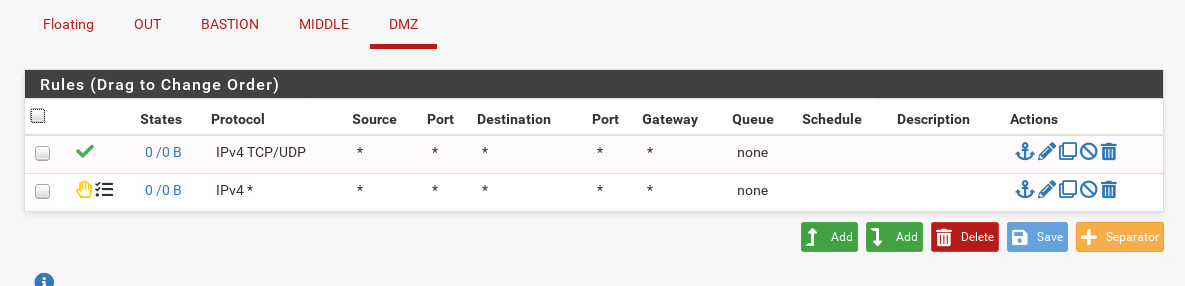 Floating OUT BASTION MIDDLE DMZ
Rules (Drag to Change Order)
States Protocol Source Port Destination Port Gateway Queue Schedule Description Actions
0 /0 B IPv4 TCP/UDP * * * * * none
0 /0 B IPv4 * * * * * * none
Add Add Delete Save Separator